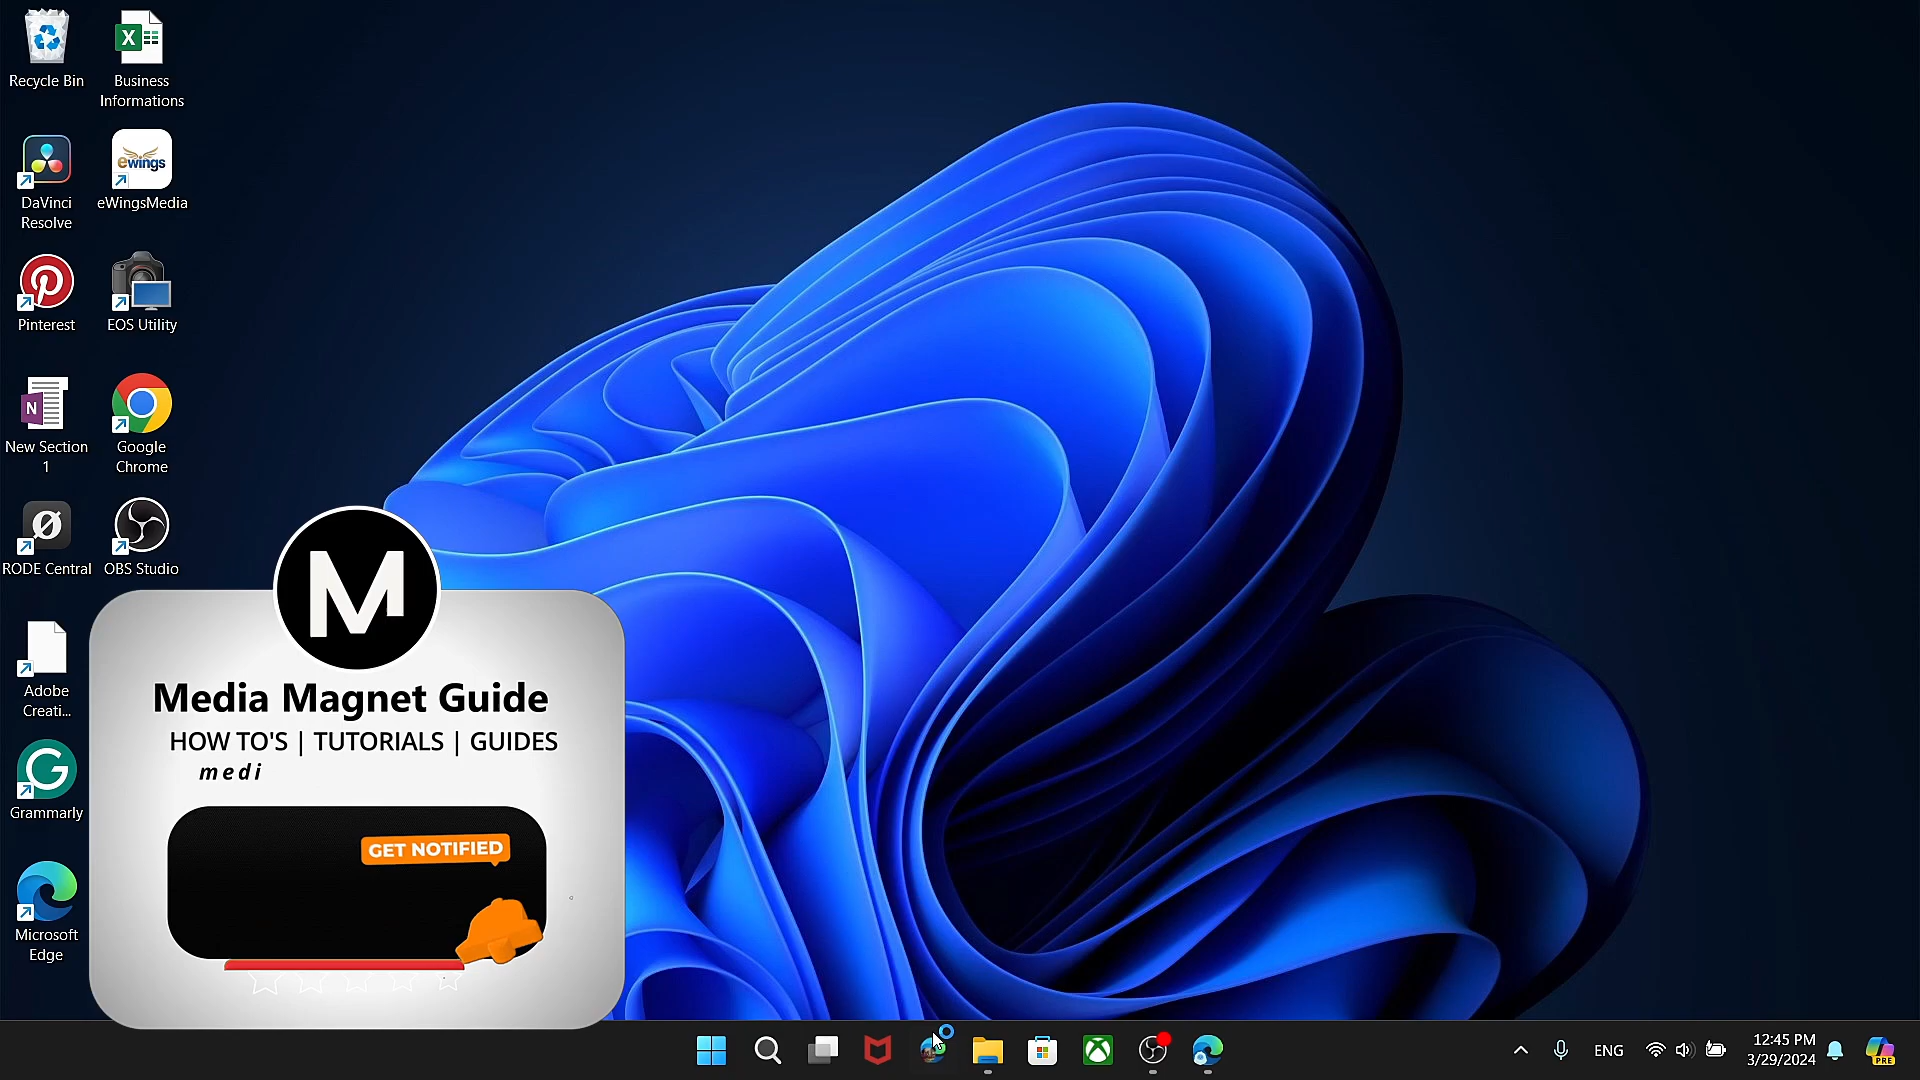 Recycle Bin
Business
Informations
DaVinci
Resolve
ewings
eWingsMedia
Pinterest
EOS Utility
N
New Section
1
Google
Chrome
RODE Central
OBS Studio
Adobe
Creati...
Grammarly
Microsoft
Edge
M
Media Magnet Guide
HOW TO'S | TUTORIALS | GUIDES
medi
GET NOTIFIED
ENG
12:45 PM
3/29/2024
PRE